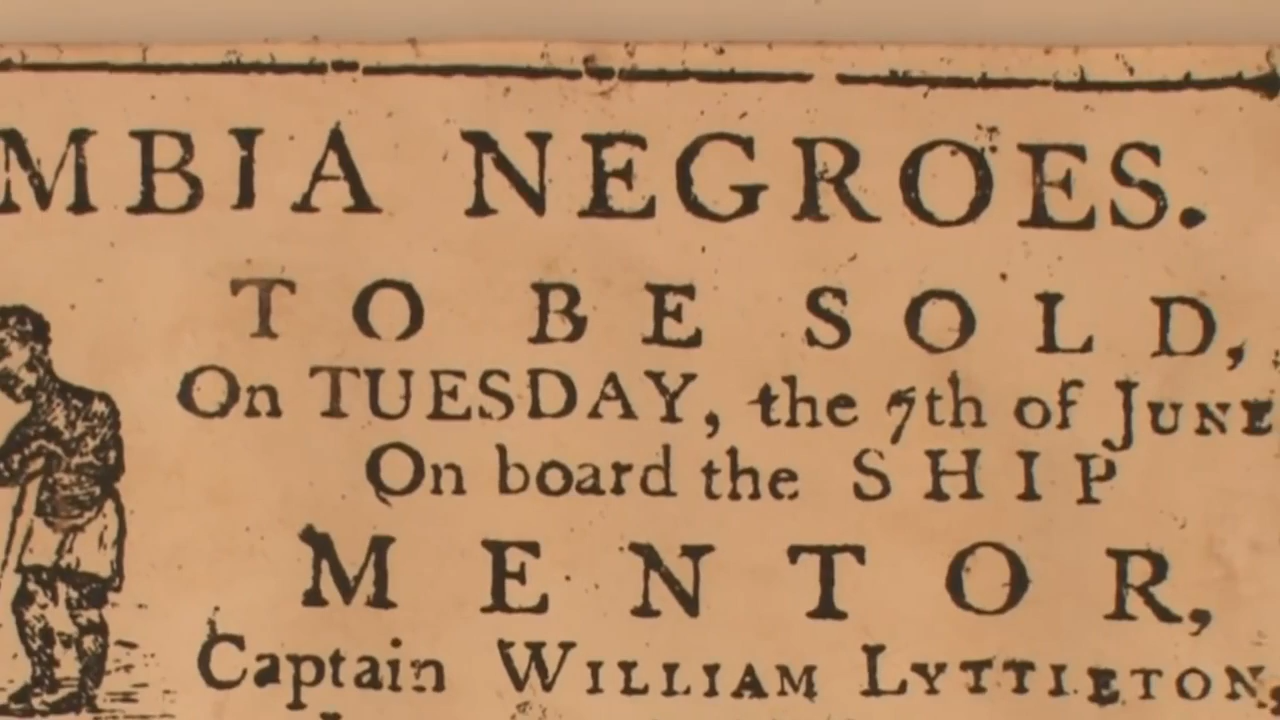 MBIA NEGROES.
TO BE SOLD,
On TUESDAY, the 7th of JUNE
On board the SHIP
MENTOR,
Captain WILLIAM LYTTLETON,